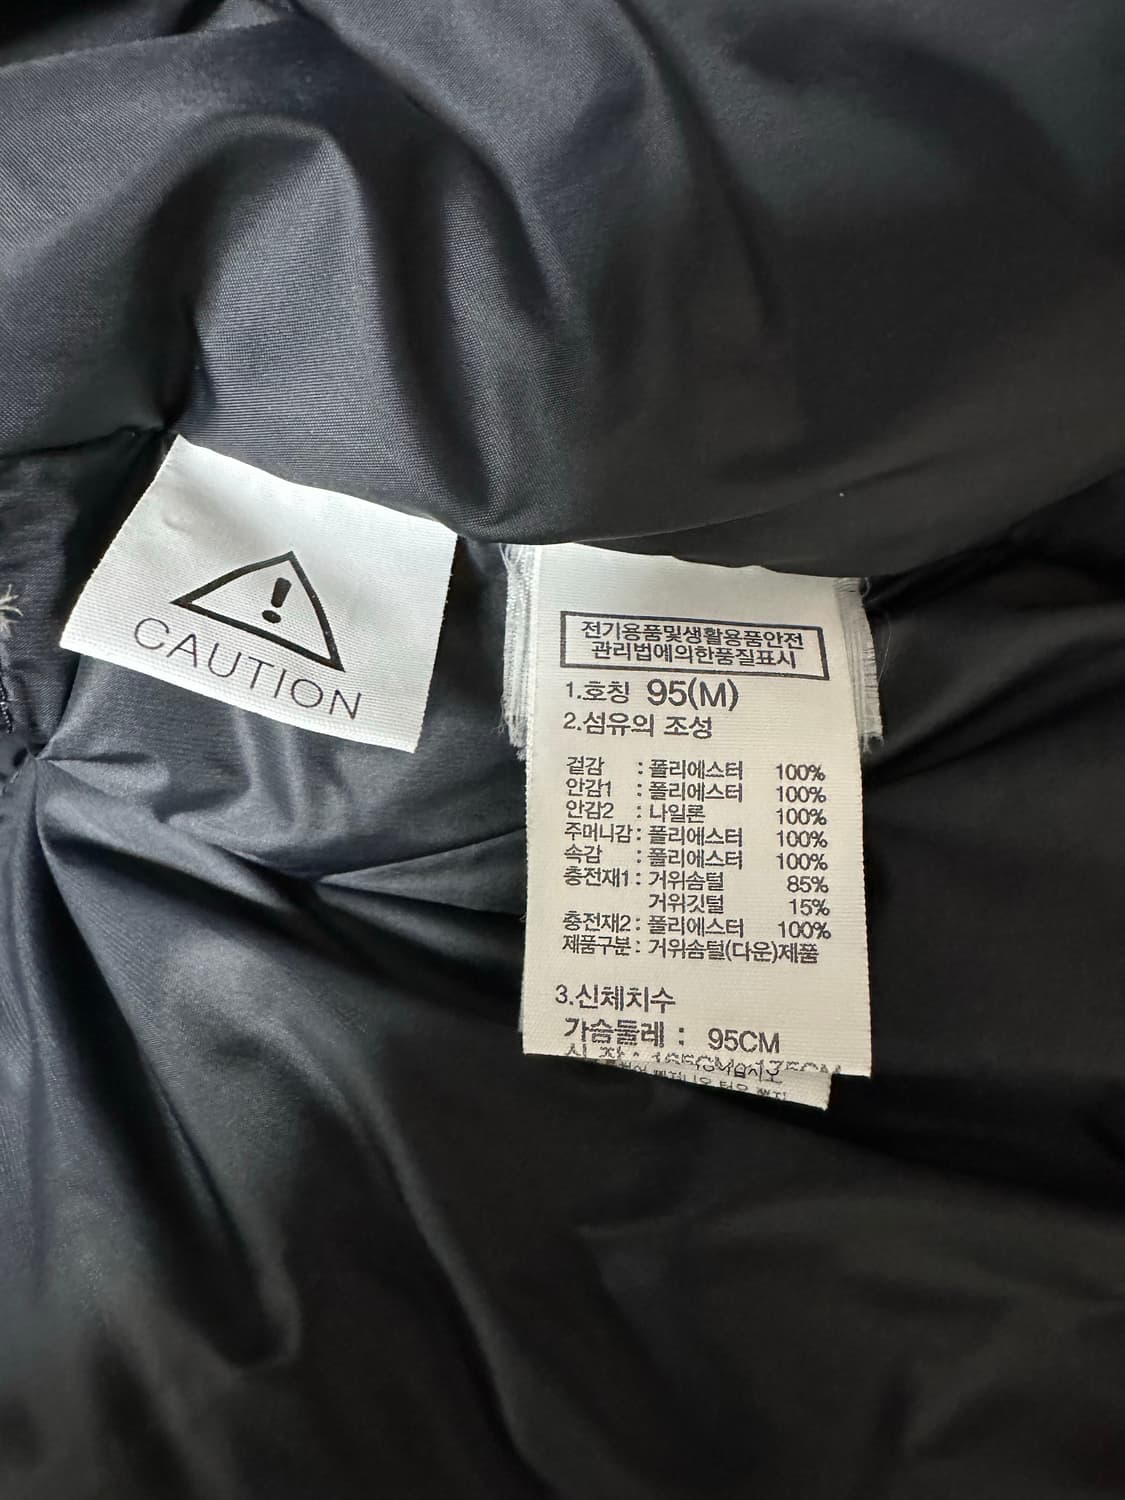 CAUTION
전기용품및생활용품안전
관리법에의한품질표시
1.호칭 95(M)
2.섬유의 조성
겉감 : 폴리에스터 100%
안감1 : 폴리에스터 100%
안감2 : 나일론 100%
주머니감 : 폴리에스터 100%
속감 : 폴리에스터 100%
충전재1 : 거위솜털 85%
거위깃털 15%
충전재2 : 폴리에스터 100%
제품구분 : 거위솜털(다운)제품
3.신체치수
가슴둘레 : 95CM